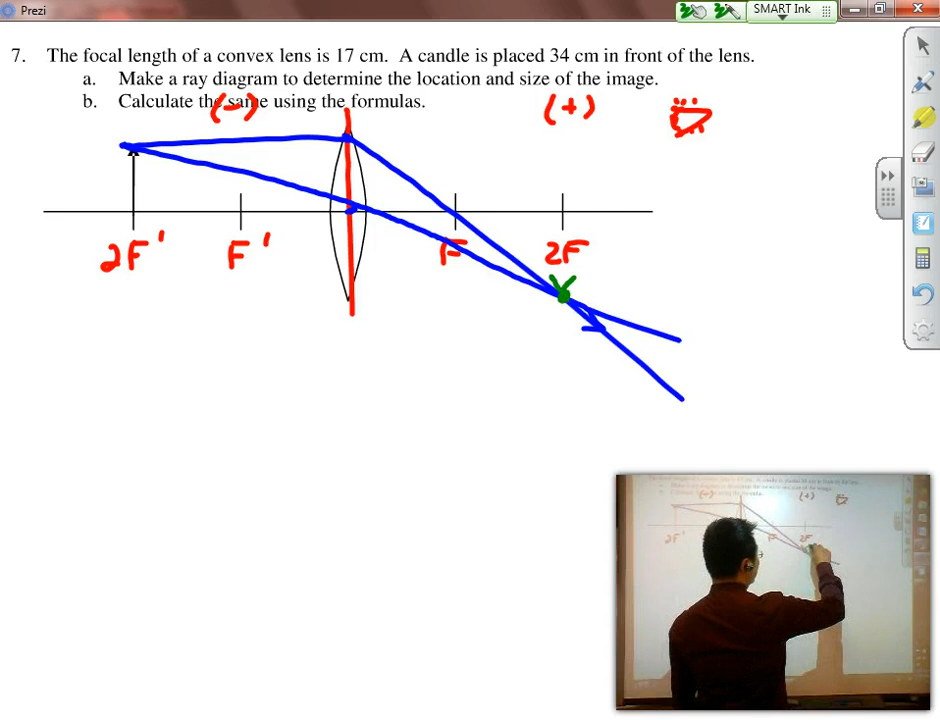 Prezi
SMART Ink
7. The focal length of a convex lens is 17 cm. A candle is placed 34 cm in front of the lens.
a. Make a ray diagram to determine the location and size of the image.
b. Calculate the same using the formulas.
(-) (+)
2F' F' F 2F
(-) (+)
2F' F 2F